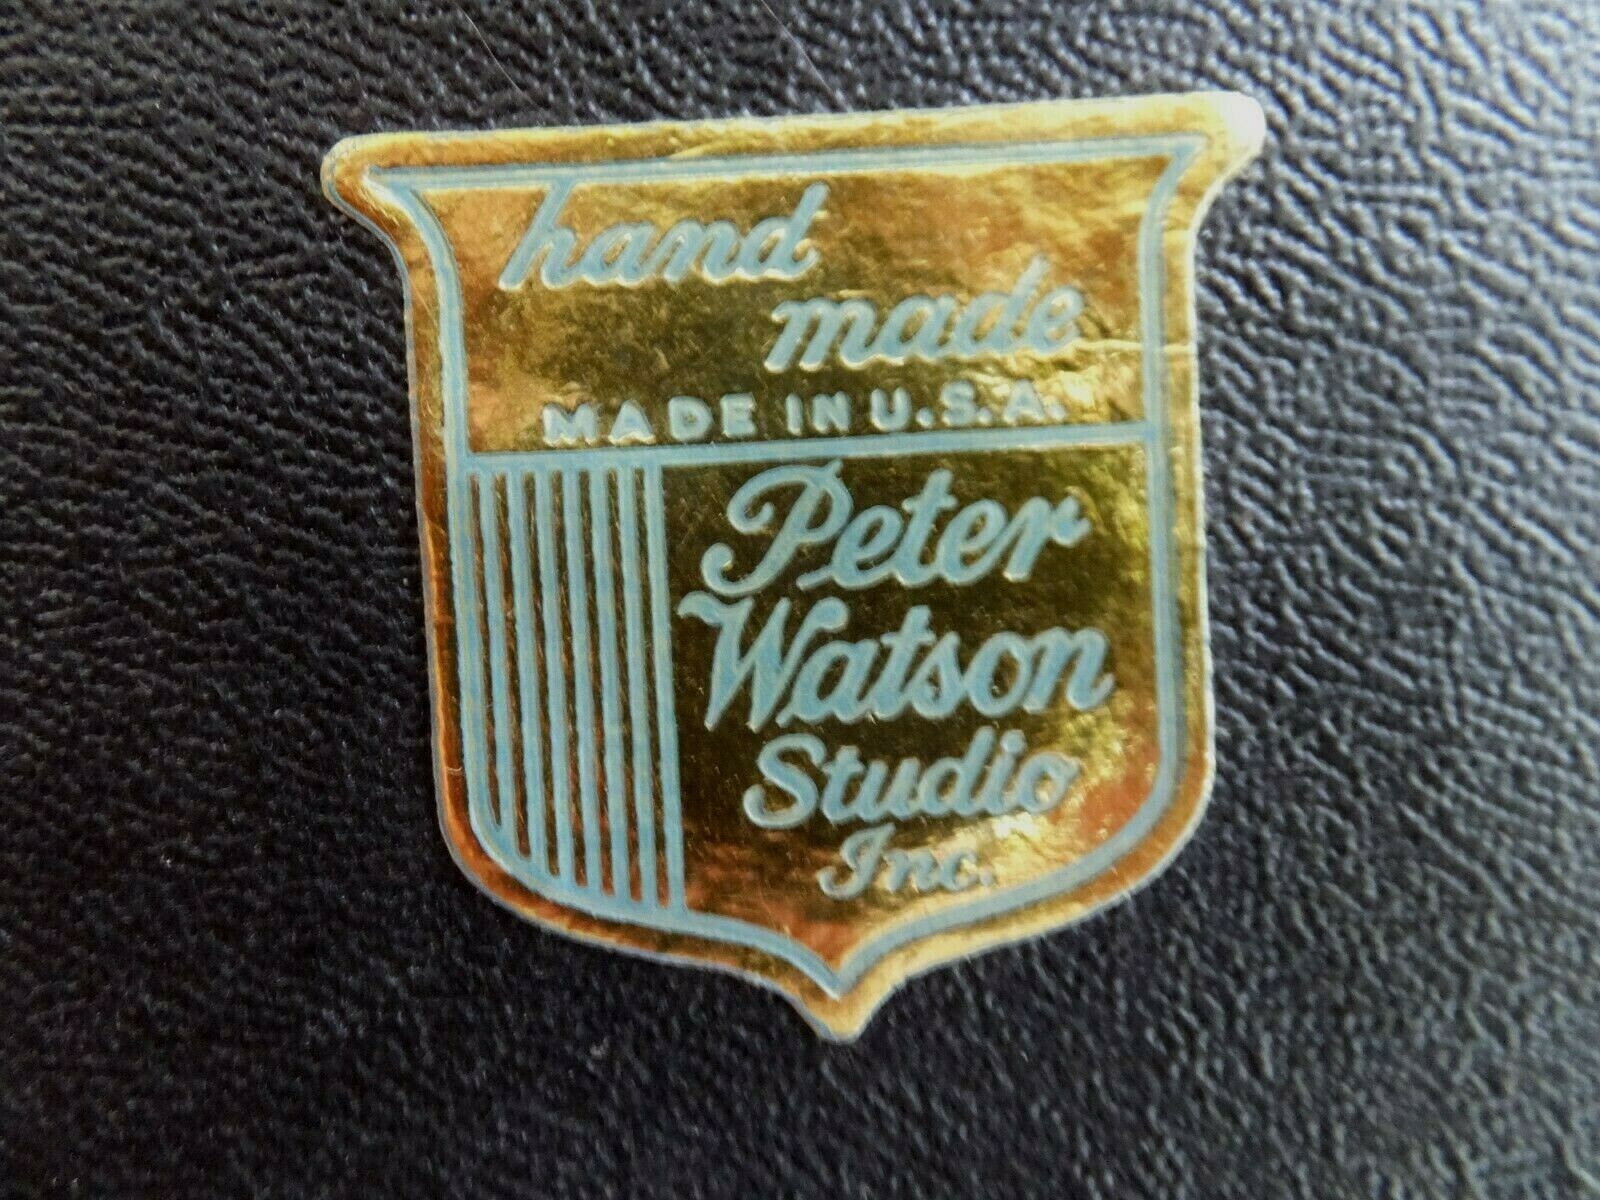 hand
made
MADE IN U.S.A.
Peter
Watson
Studio
Inc.